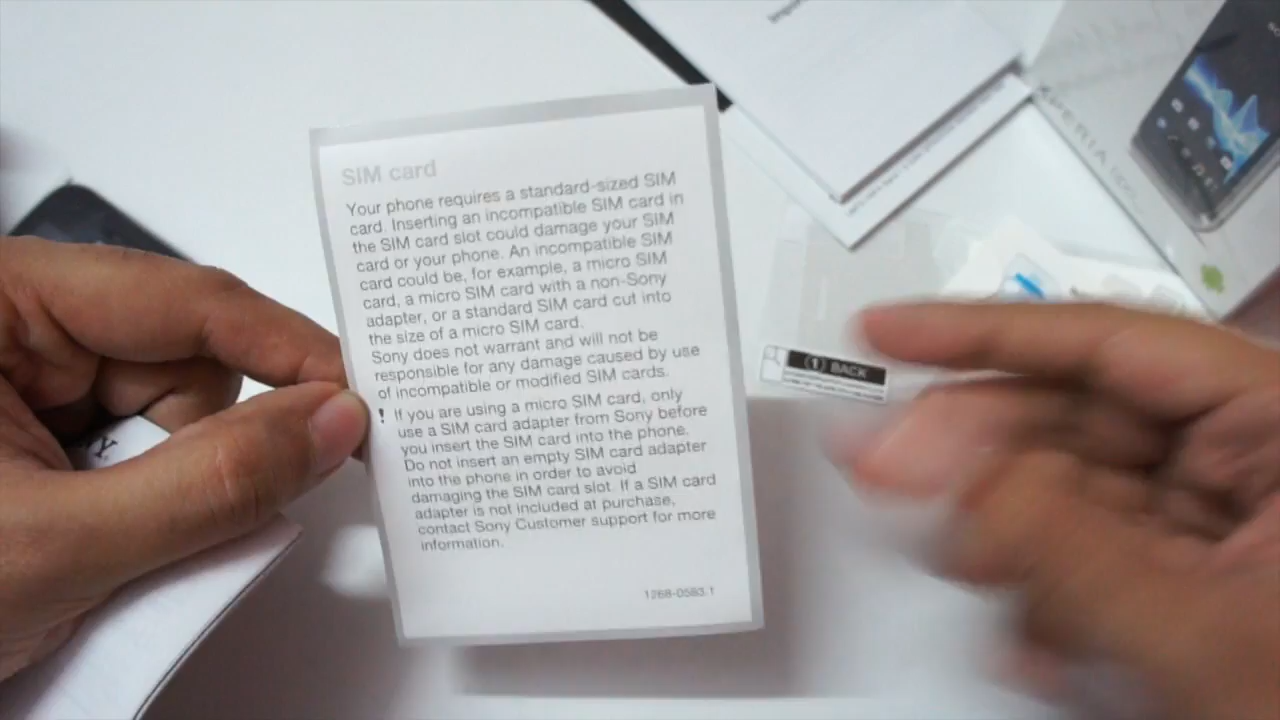 SIM card
Your phone requires a standard-sized SIM
card. Inserting an incompatible SIM card in
the SIM card slot could damage your SIM
card or your phone. An incompatible SIM
card could be, for example, a micro SIM
card, a micro SIM card with a non-Sony
adapter, or a standard SIM card cut into
the size of a micro SIM card.
Sony does not warrant and will not be
responsible for any damage caused by use
of incompatible or modified SIM cards.
! If you are using a micro SIM card, only
use a SIM card adapter from Sony before
you insert the SIM card into the phone.
Do not insert an empty SIM card adapter
into the phone in order to avoid
damaging the SIM card slot. If a SIM card
adapter is not included at purchase,
contact Sony Customer support for more
information.
1268-0583.1
(1) BACK
XPERIA